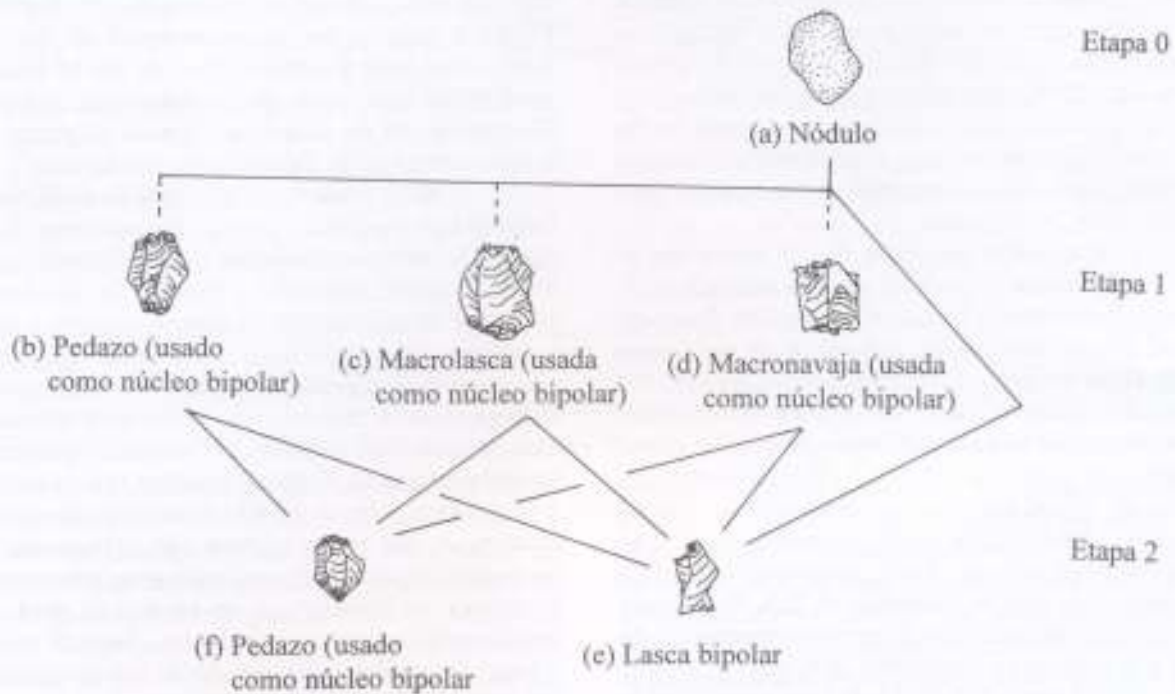 Etapa 0
(a) Nódulo
Etapa 1
(b) Pedazo (usado
como núcleo bipolar)
(c) Macrolasca (usada
como núcleo bipolar)
(d) Macronavaja (usada
como núcleo bipolar)
Etapa 2
(f) Pedazo (usado
como núcleo bipolar
(e) Lasca bipolar